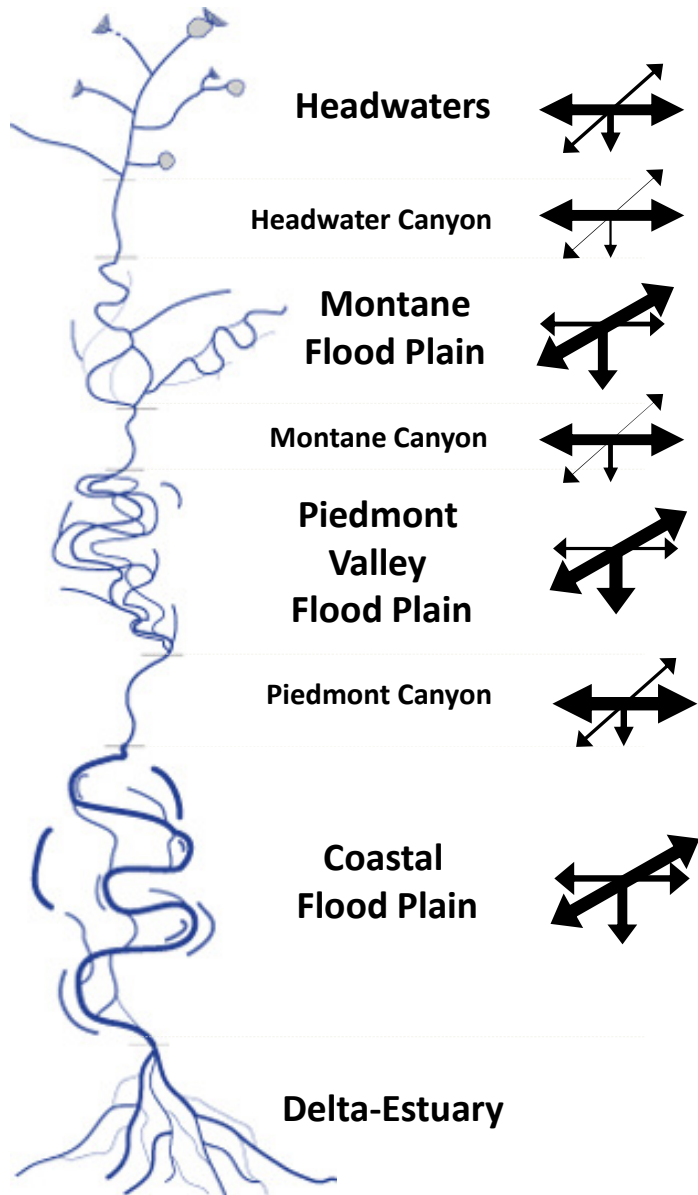 Headwaters
Headwater Canyon
Montane
Flood Plain
Montane Canyon
Piedmont
Valley
Flood Plain
Piedmont Canyon
Coastal
Flood Plain
Delta-Estuary